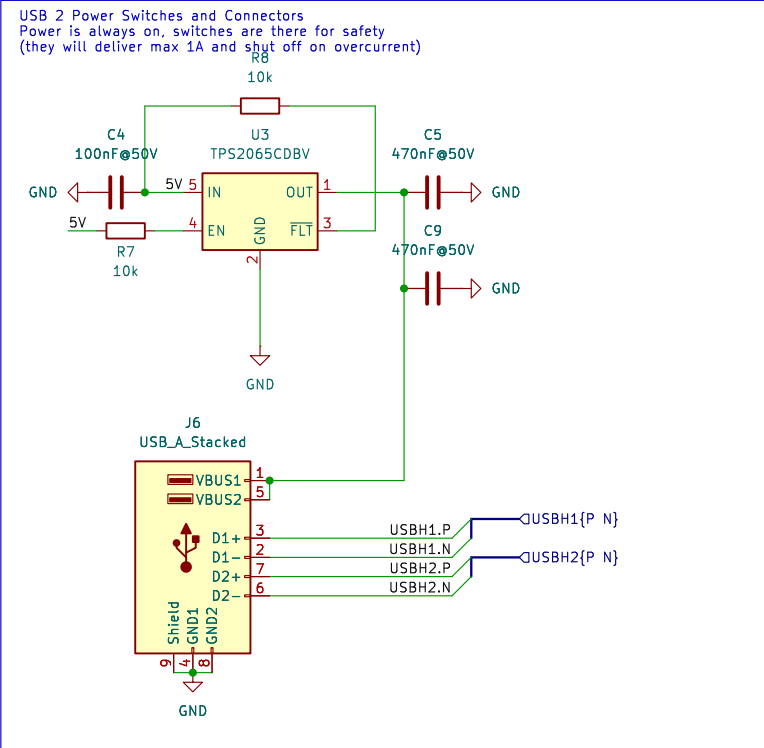 USB 2 Power Switches and Connectors
Power is always on, switches are there for safety
(they will deliver max 1A and shut off on overcurrent)
R8
10k
C4
100nF@50V
U3
TPS2065CDBV
C5
470nF@50V
GND
5V
5
IN
OUT
1
GND
5V
4
EN
GND
FLT
3
R7
10k
2
C9
470nF@50V
GND
GND
J6
USB_A_Stacked
VBUS1
1
VBUS2
5
D1+
3
USBH1.P
USBH1{P N}
D1-
2
USBH1.N
D2+
7
USBH2.P
USBH2{P N}
D2-
6
USBH2.N
Shield
GND1
GND2
9
4
8
GND